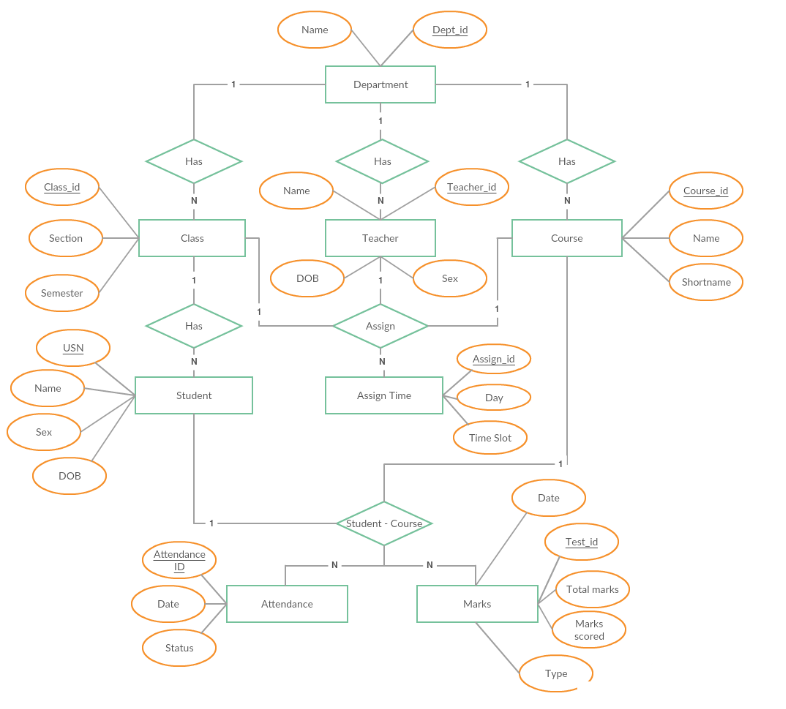 Name
Dept_id
Department
1
1
1
Has
Has
Has
N
N
N
Class_id
Name
Teacher_id
Course_id
Section
Class
Teacher
Course
Name
Semester
DOB
Sex
Shortname
1
1
1
1
Has
Assign
USN
N
N
Assign_id
Name
Student
Assign Time
Day
Sex
Time Slot
DOB
1
Date
1
Student - Course
Test_id
Attendance
ID
N
N
Total marks
Date
Attendance
Marks
Marks
scored
Status
Type